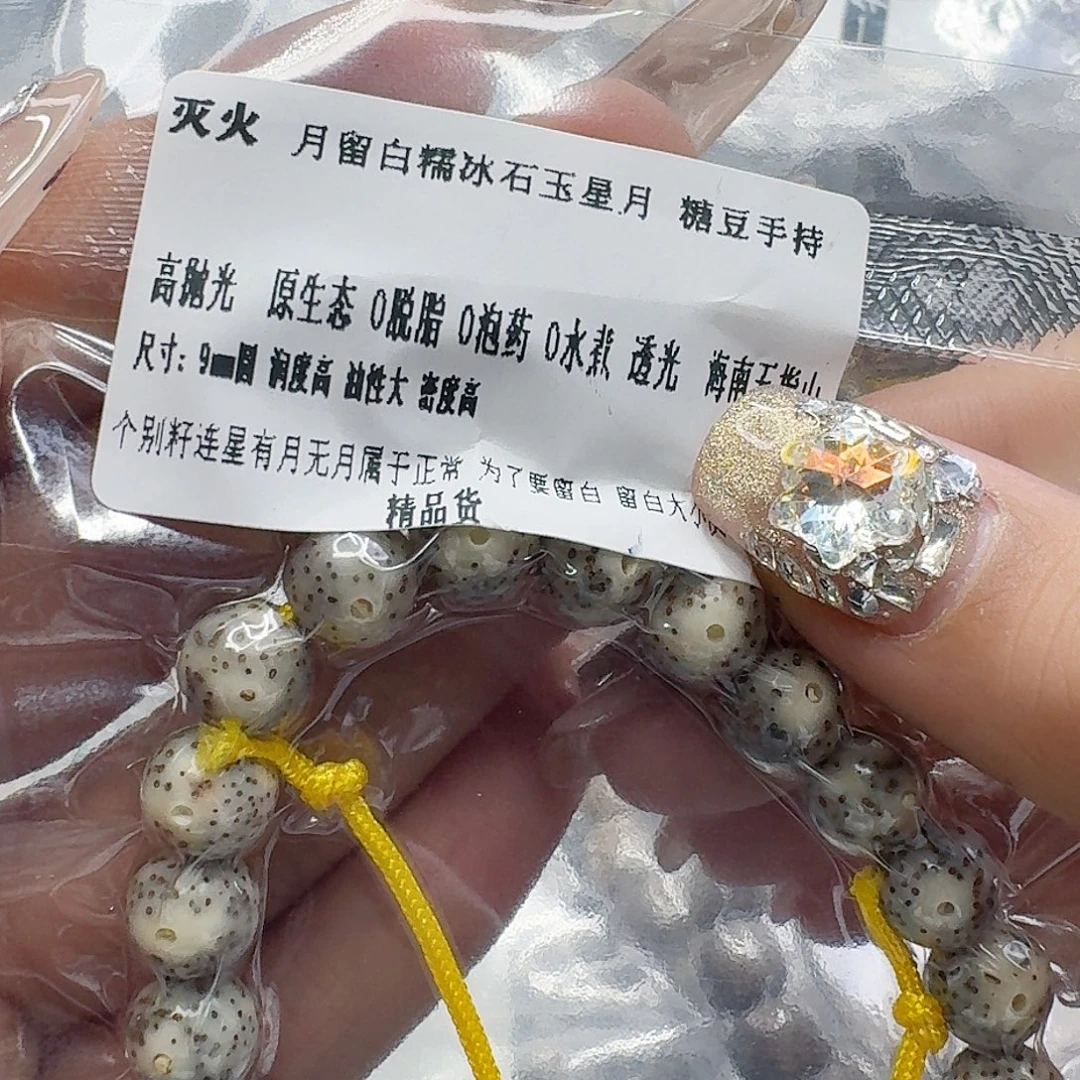 灭火 月留白糯冰石玉星月 糖豆手持
高抛光 原生态 0脱脂 0泡药 0水煮 透光 海南五指山
尺寸：9mm圆 润度高 油性大 密度高
个别籽连星有月无月属于正常 为了要留白 留白大小
精品货